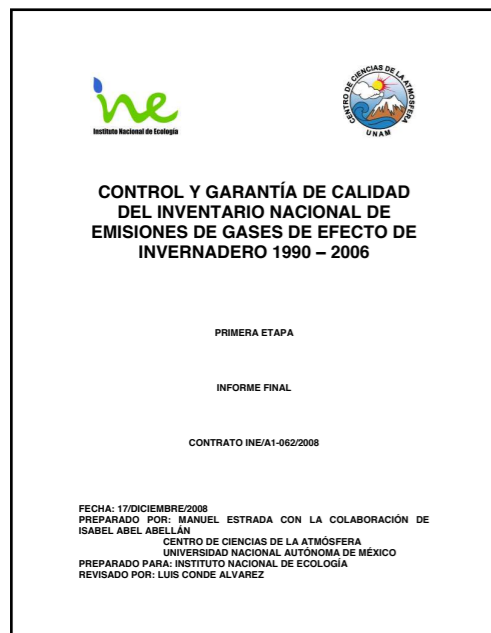 ine
Instituto Nacional de Ecología
CENTRO DE CIENCIAS DE LA ATMÓSFERA
UNAM
CONTROL Y GARANTÍA DE CALIDAD
DEL INVENTARIO NACIONAL DE
EMISIONES DE GASES DE EFECTO DE
INVERNADERO 1990 – 2006
PRIMERA ETAPA
INFORME FINAL
CONTRATO INE/A1-062/2008
FECHA: 17/DICIEMBRE/2008
PREPARADO POR: MANUEL ESTRADA CON LA COLABORACIÓN DE
ISABEL ABEL ABELLÁN
CENTRO DE CIENCIAS DE LA ATMÓSFERA
UNIVERSIDAD NACIONAL AUTÓNOMA DE MÉXICO
PREPARADO PARA: INSTITUTO NACIONAL DE ECOLOGÍA
REVISADO POR: LUIS CONDE ALVAREZ